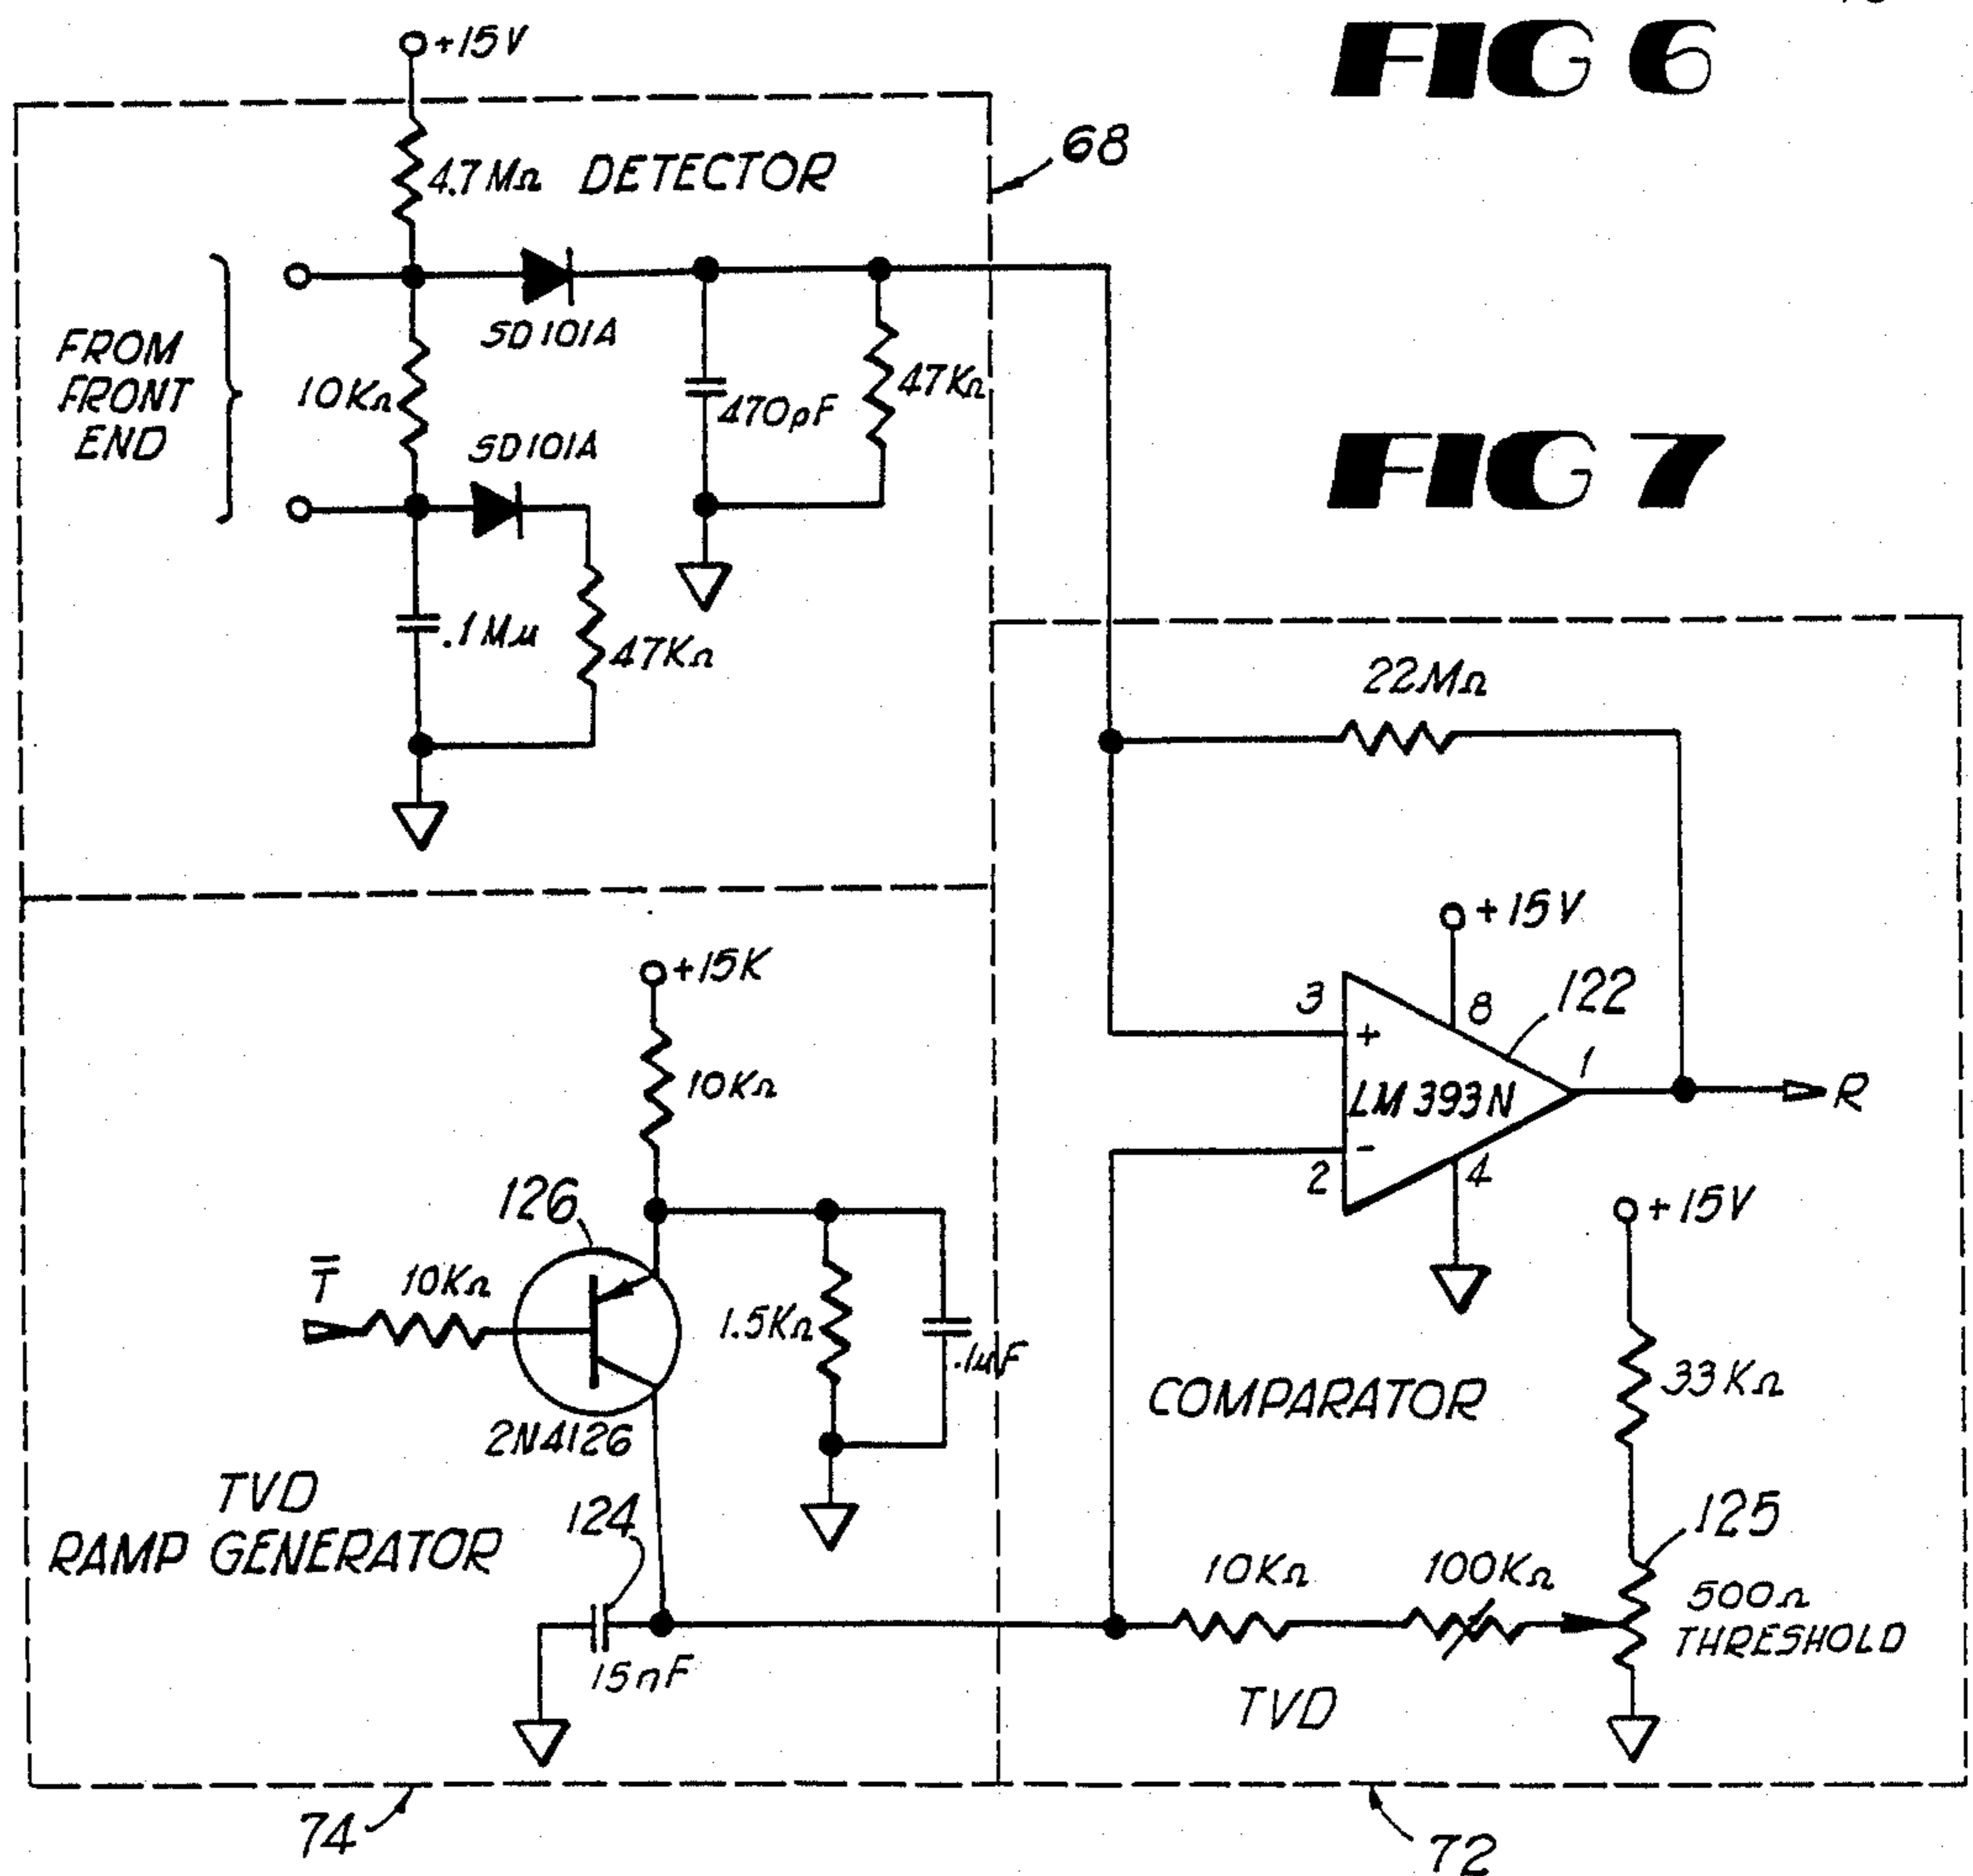 FIG 6
+15V
68
4.7MΩ DETECTOR
SD101A
FROM
FRONT
END
10KΩ
470pF
47KΩ
SD101A
FIG 7
.1Mµ
47KΩ
22MΩ
+15V
+15K
3
8
122
+
10KΩ
LM393N
1
R
2
-
4
126
+15V
T̅
10KΩ
1.5KΩ
.1µF
COMPARATOR
33KΩ
2N4126
TVD
RAMP GENERATOR
124
125
10KΩ
100KΩ
500Ω
THRESHOLD
15nF
TVD
74
72